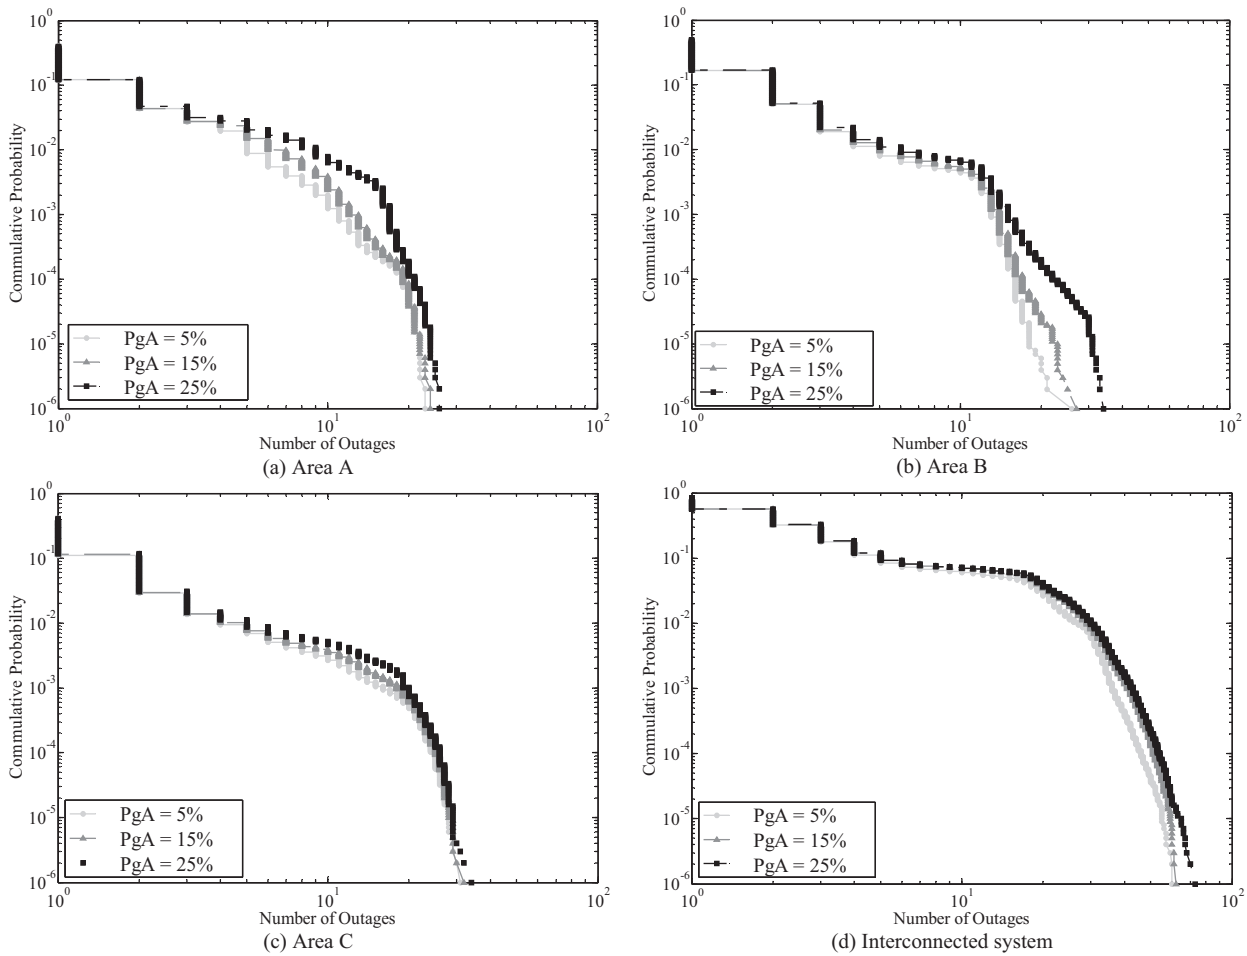 10^0
10^-1
10^-2
10^-3
10^-4
10^-5
10^-6
Commulative Probability
PgA = 5%
PgA = 15%
PgA = 25%
10^0
10^1
10^2
Number of Outages
(a) Area A
10^0
10^-1
10^-2
10^-3
10^-4
10^-5
10^-6
Commulative Probability
PgA = 5%
PgA = 15%
PgA = 25%
10^0
10^1
10^2
Number of Outages
(b) Area B
10^0
10^-1
10^-2
10^-3
10^-4
10^-5
10^-6
Commulative Probability
PgA = 5%
PgA = 15%
PgA = 25%
10^0
10^1
10^2
Number of Outages
(c) Area C
10^0
10^-1
10^-2
10^-3
10^-4
10^-5
10^-6
Commulative Probability
PgA = 5%
PgA = 15%
PgA = 25%
10^0
10^1
10^2
Number of Outages
(d) Interconnected system